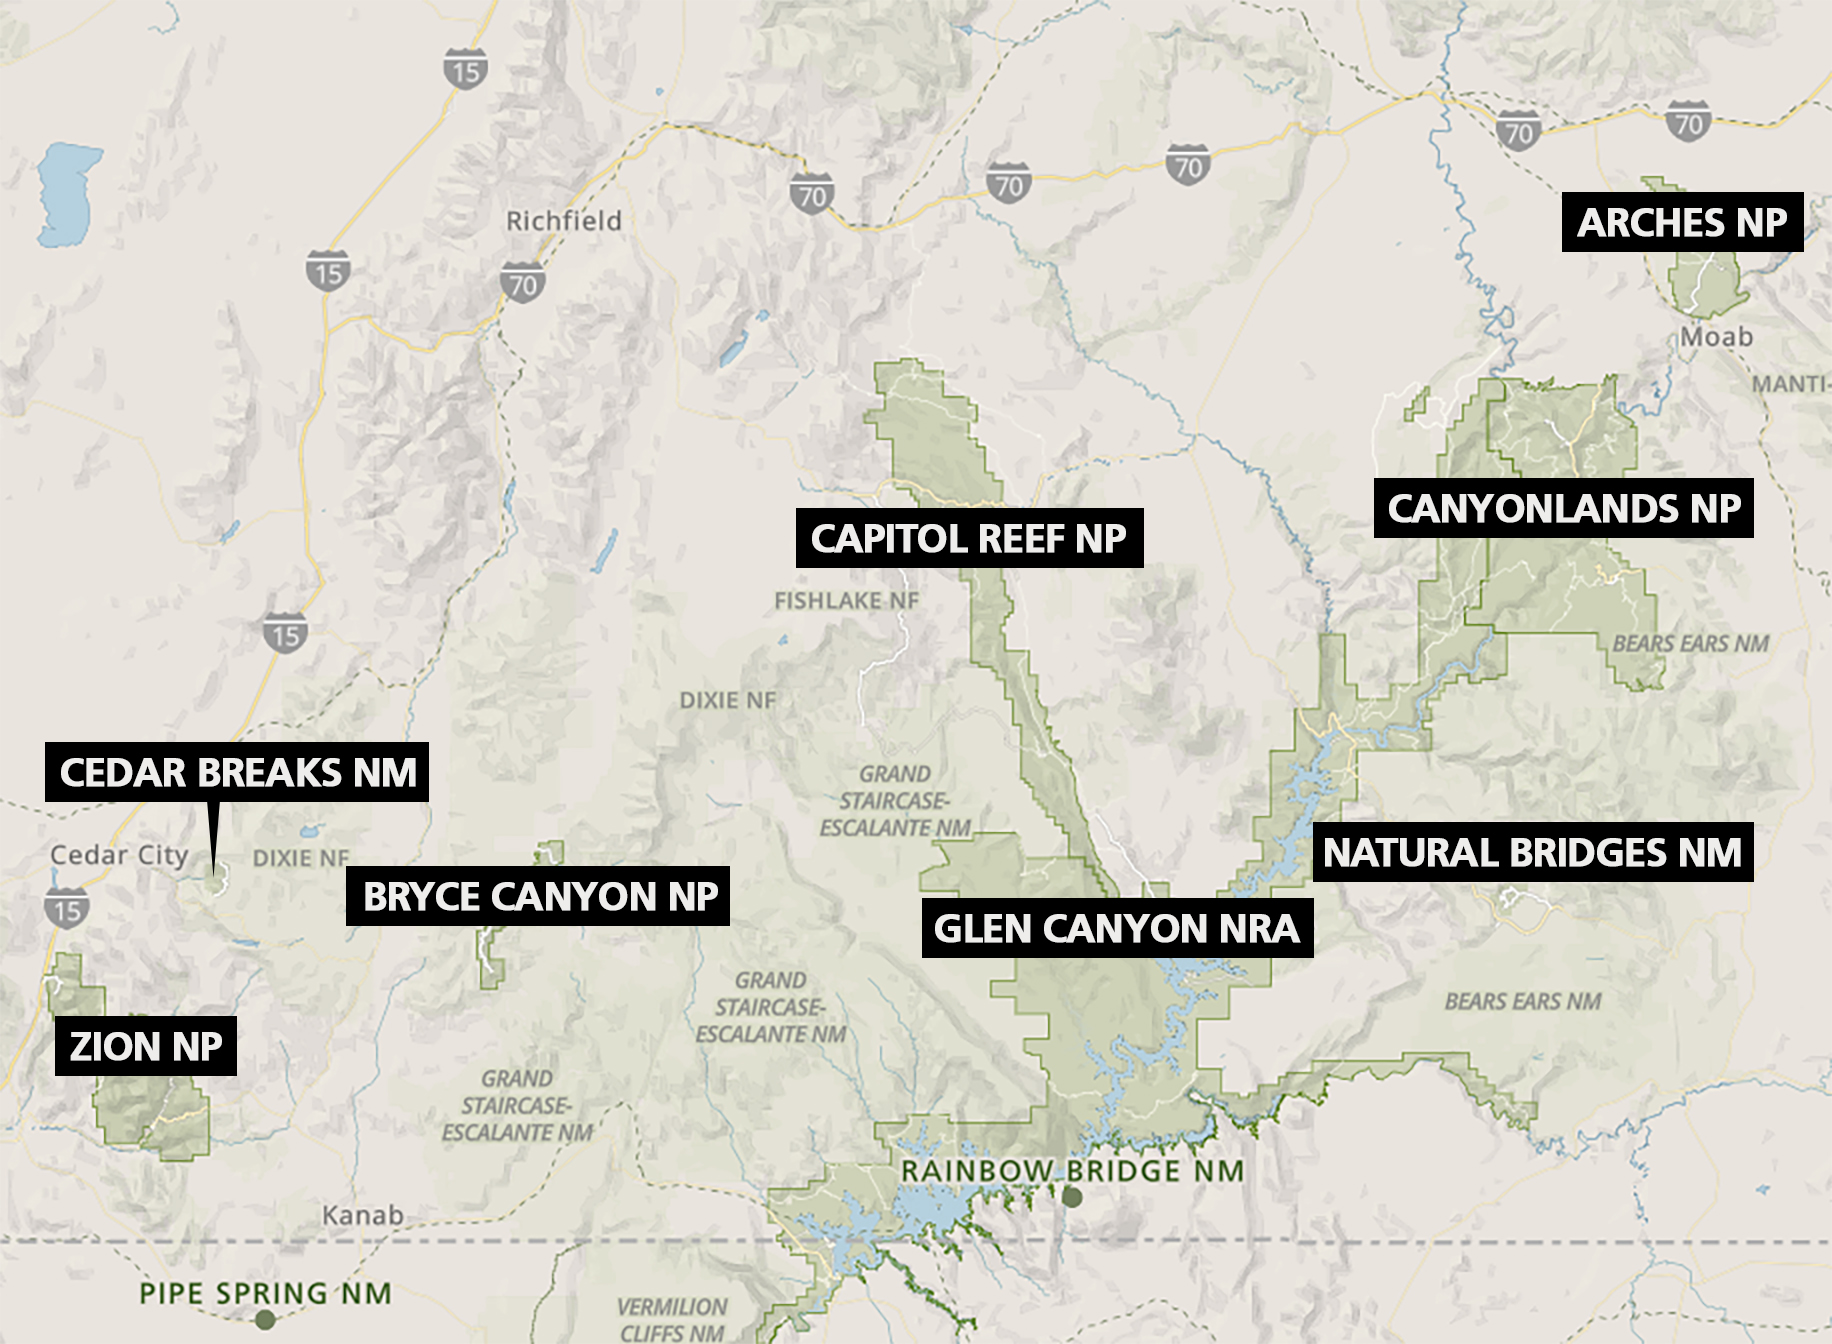 15
70
70
70
70
70
ARCHES NP
Richfield
15
70
Moab
MANTI-
CANYONLANDS NP
CAPITOL REEF NP
FISHLAKE NF
15
BEARS EARS NM
DIXIE NF
CEDAR BREAKS NM
GRAND
STAIRCASE-
ESCALANTE NM
Cedar City
DIXIE NF
NATURAL BRIDGES NM
BRYCE CANYON NP
15
GLEN CANYON NRA
GRAND
STAIRCASE-
ESCALANTE NM
BEARS EARS NM
ZION NP
GRAND
STAIRCASE-
ESCALANTE NM
RAINBOW BRIDGE NM
Kanab
PIPE SPRING NM
VERMILION
CLIFFS NM